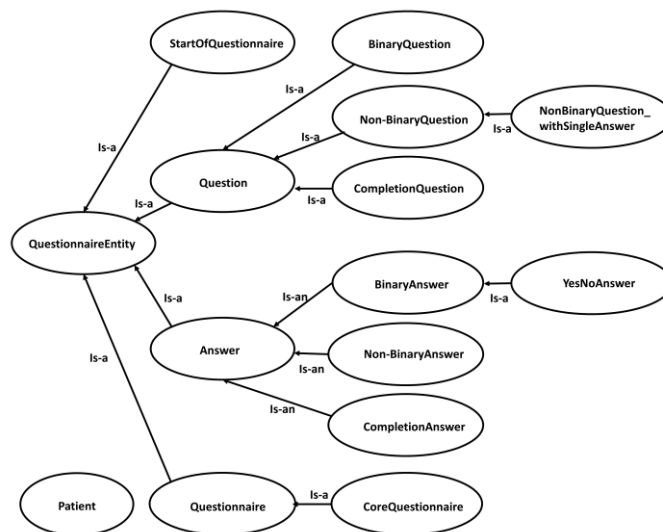 StartOfQuestionnaire
BinaryQuestion
Is-a
Non-BinaryQuestion
Is-a
NonBinaryQuestion_
withSingleAnswer
Is-a
Is-a
Question
CompletionQuestion
Is-a
Is-a
QuestionnaireEntity
Is-a
BinaryAnswer
Is-a
YesNoAnswer
Is-an
Answer
Non-BinaryAnswer
Is-an
Is-a
Is-an
CompletionAnswer
Patient
Questionnaire
Is-a
CoreQuestionnaire